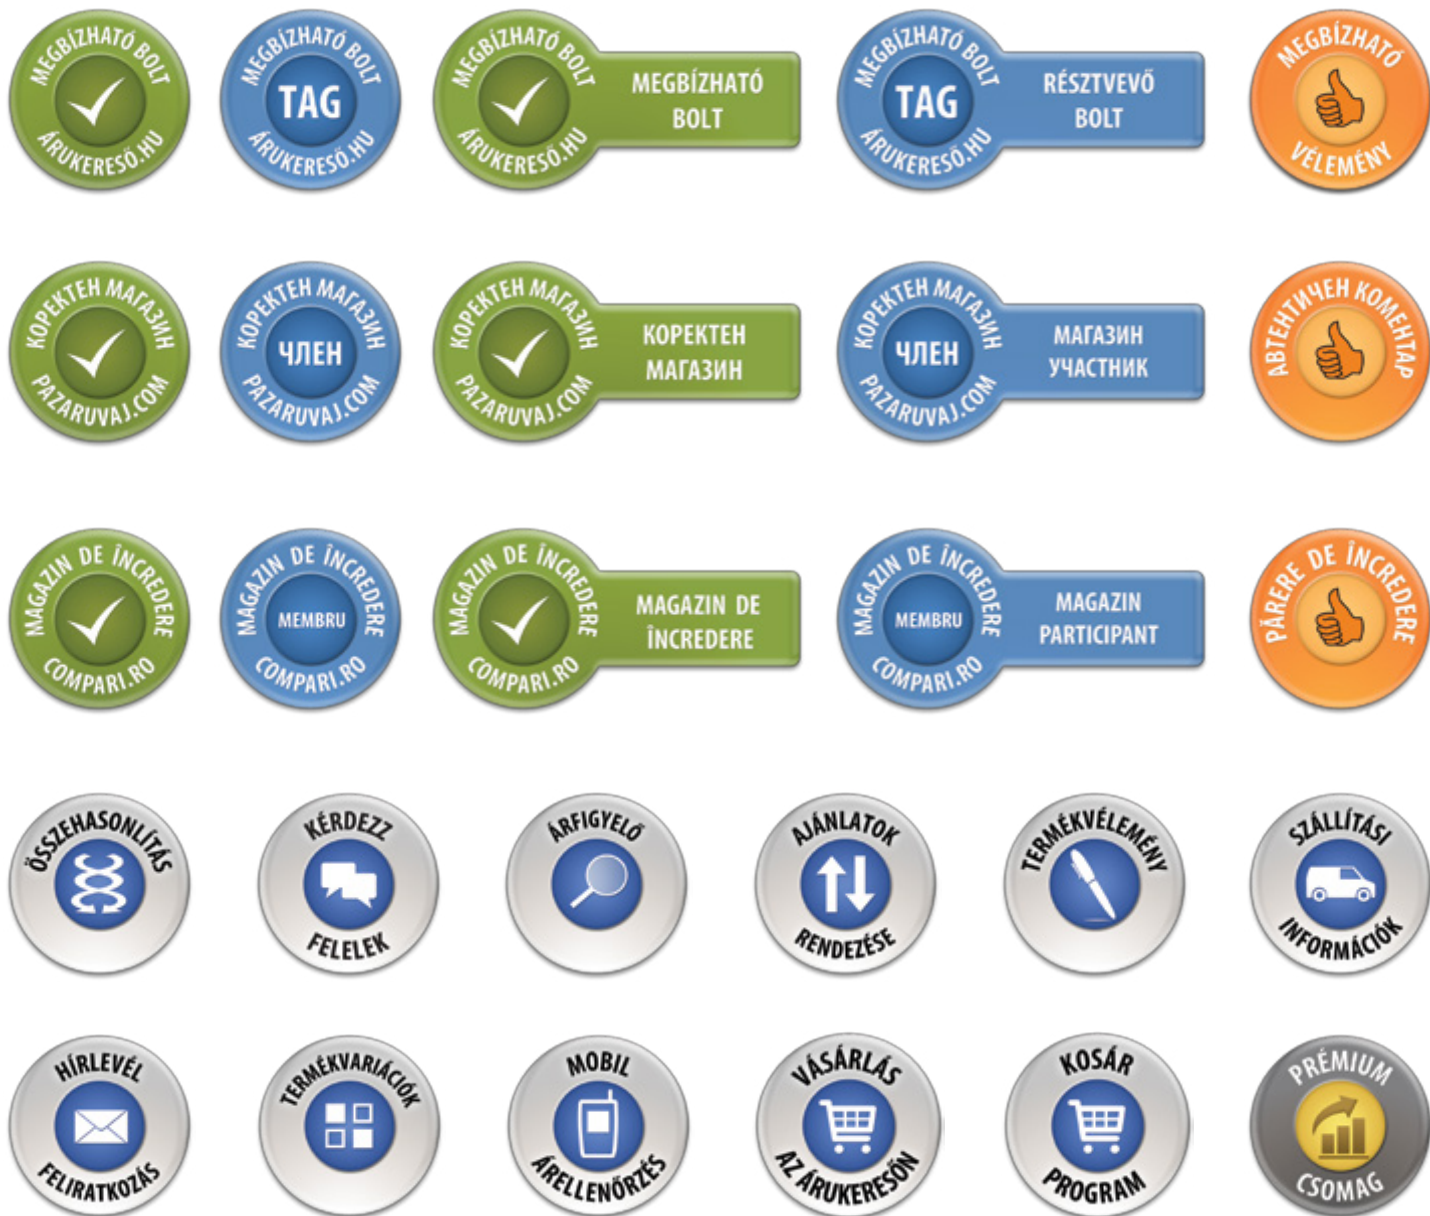 MEGBÍZHATÓ BOLT
ÁRUKERESŐ.HU
MEGBÍZHATÓ BOLT
TAG
ÁRUKERESŐ.HU
MEGBÍZHATÓ BOLT
ÁRUKERESŐ.HU
MEGBÍZHATÓ
BOLT
MEGBÍZHATÓ BOLT
TAG
ÁRUKERESŐ.HU
RÉSZTVEVŐ
BOLT
MEGBÍZHATÓ
VÉLEMÉNY
КОРЕКТЕН МАГАЗИН
PAZARUVAJ.COM
КОРЕКТЕН МАГАЗИН
ЧЛЕН
PAZARUVAJ.COM
КОРЕКТЕН МАГАЗИН
PAZARUVAJ.COM
КОРЕКТЕН
МАГАЗИН
КОРЕКТЕН МАГАЗИН
ЧЛЕН
PAZARUVAJ.COM
МАГАЗИН
УЧАСТНИК
АВТЕНТИЧЕН КОМЕНТАР
MAGAZIN DE ÎNCREDERE
COMPARI.RO
MAGAZIN DE ÎNCREDERE
MEMBRU
COMPARI.RO
MAGAZIN DE ÎNCREDERE
COMPARI.RO
MAGAZIN DE
ÎNCREDERE
MAGAZIN DE ÎNCREDERE
MEMBRU
COMPARI.RO
MAGAZIN
PARTICIPANT
PĂRERE DE ÎNCREDERE
ÖSSZEHASONLÍTÁS
KÉRDEZZ
FELELEK
ÁRFIGYELŐ
AJÁNLATOK
RENDEZÉSE
TERMÉKVÉLEMÉNY
SZÁLLÍTÁSI
INFORMÁCIÓK
HÍRLEVÉL
FELIRATKOZÁS
TERMÉKVARIÁCIÓK
MOBIL
ÁRELLENŐRZÉS
VÁSÁRLÁS
AZ ÁRUKERESŐN
KOSÁR
PROGRAM
PRÉMIUM
CSOMAG